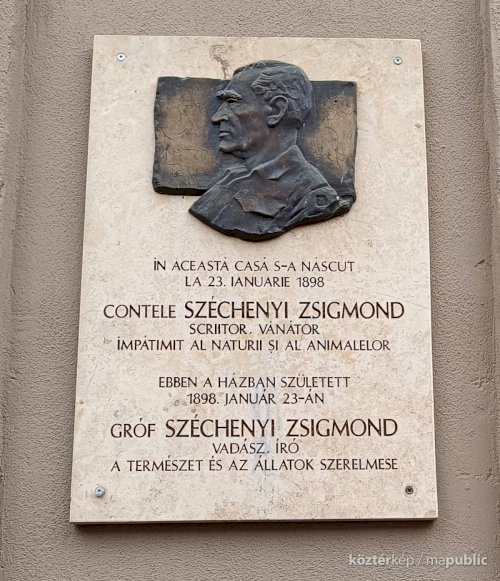 ÎN ACEASTĂ CASĂ S-A NĂSCUT
LA 23. IANUARIE 1898
CONTELE SZÉCHENYI ZSIGMOND
SCRIITOR, VÂNĂTOR
ÎMPĂTIMIT AL NATURII ȘI AL ANIMALELOR
EBBEN A HÁZBAN SZÜLETETT
1898. JANUÁR 23-ÁN
GRÓF SZÉCHENYI ZSIGMOND
VADÁSZ, ÍRÓ
A TERMÉSZET ÉS AZ ÁLLATOK SZERELMESE
köztérkép / mapublic